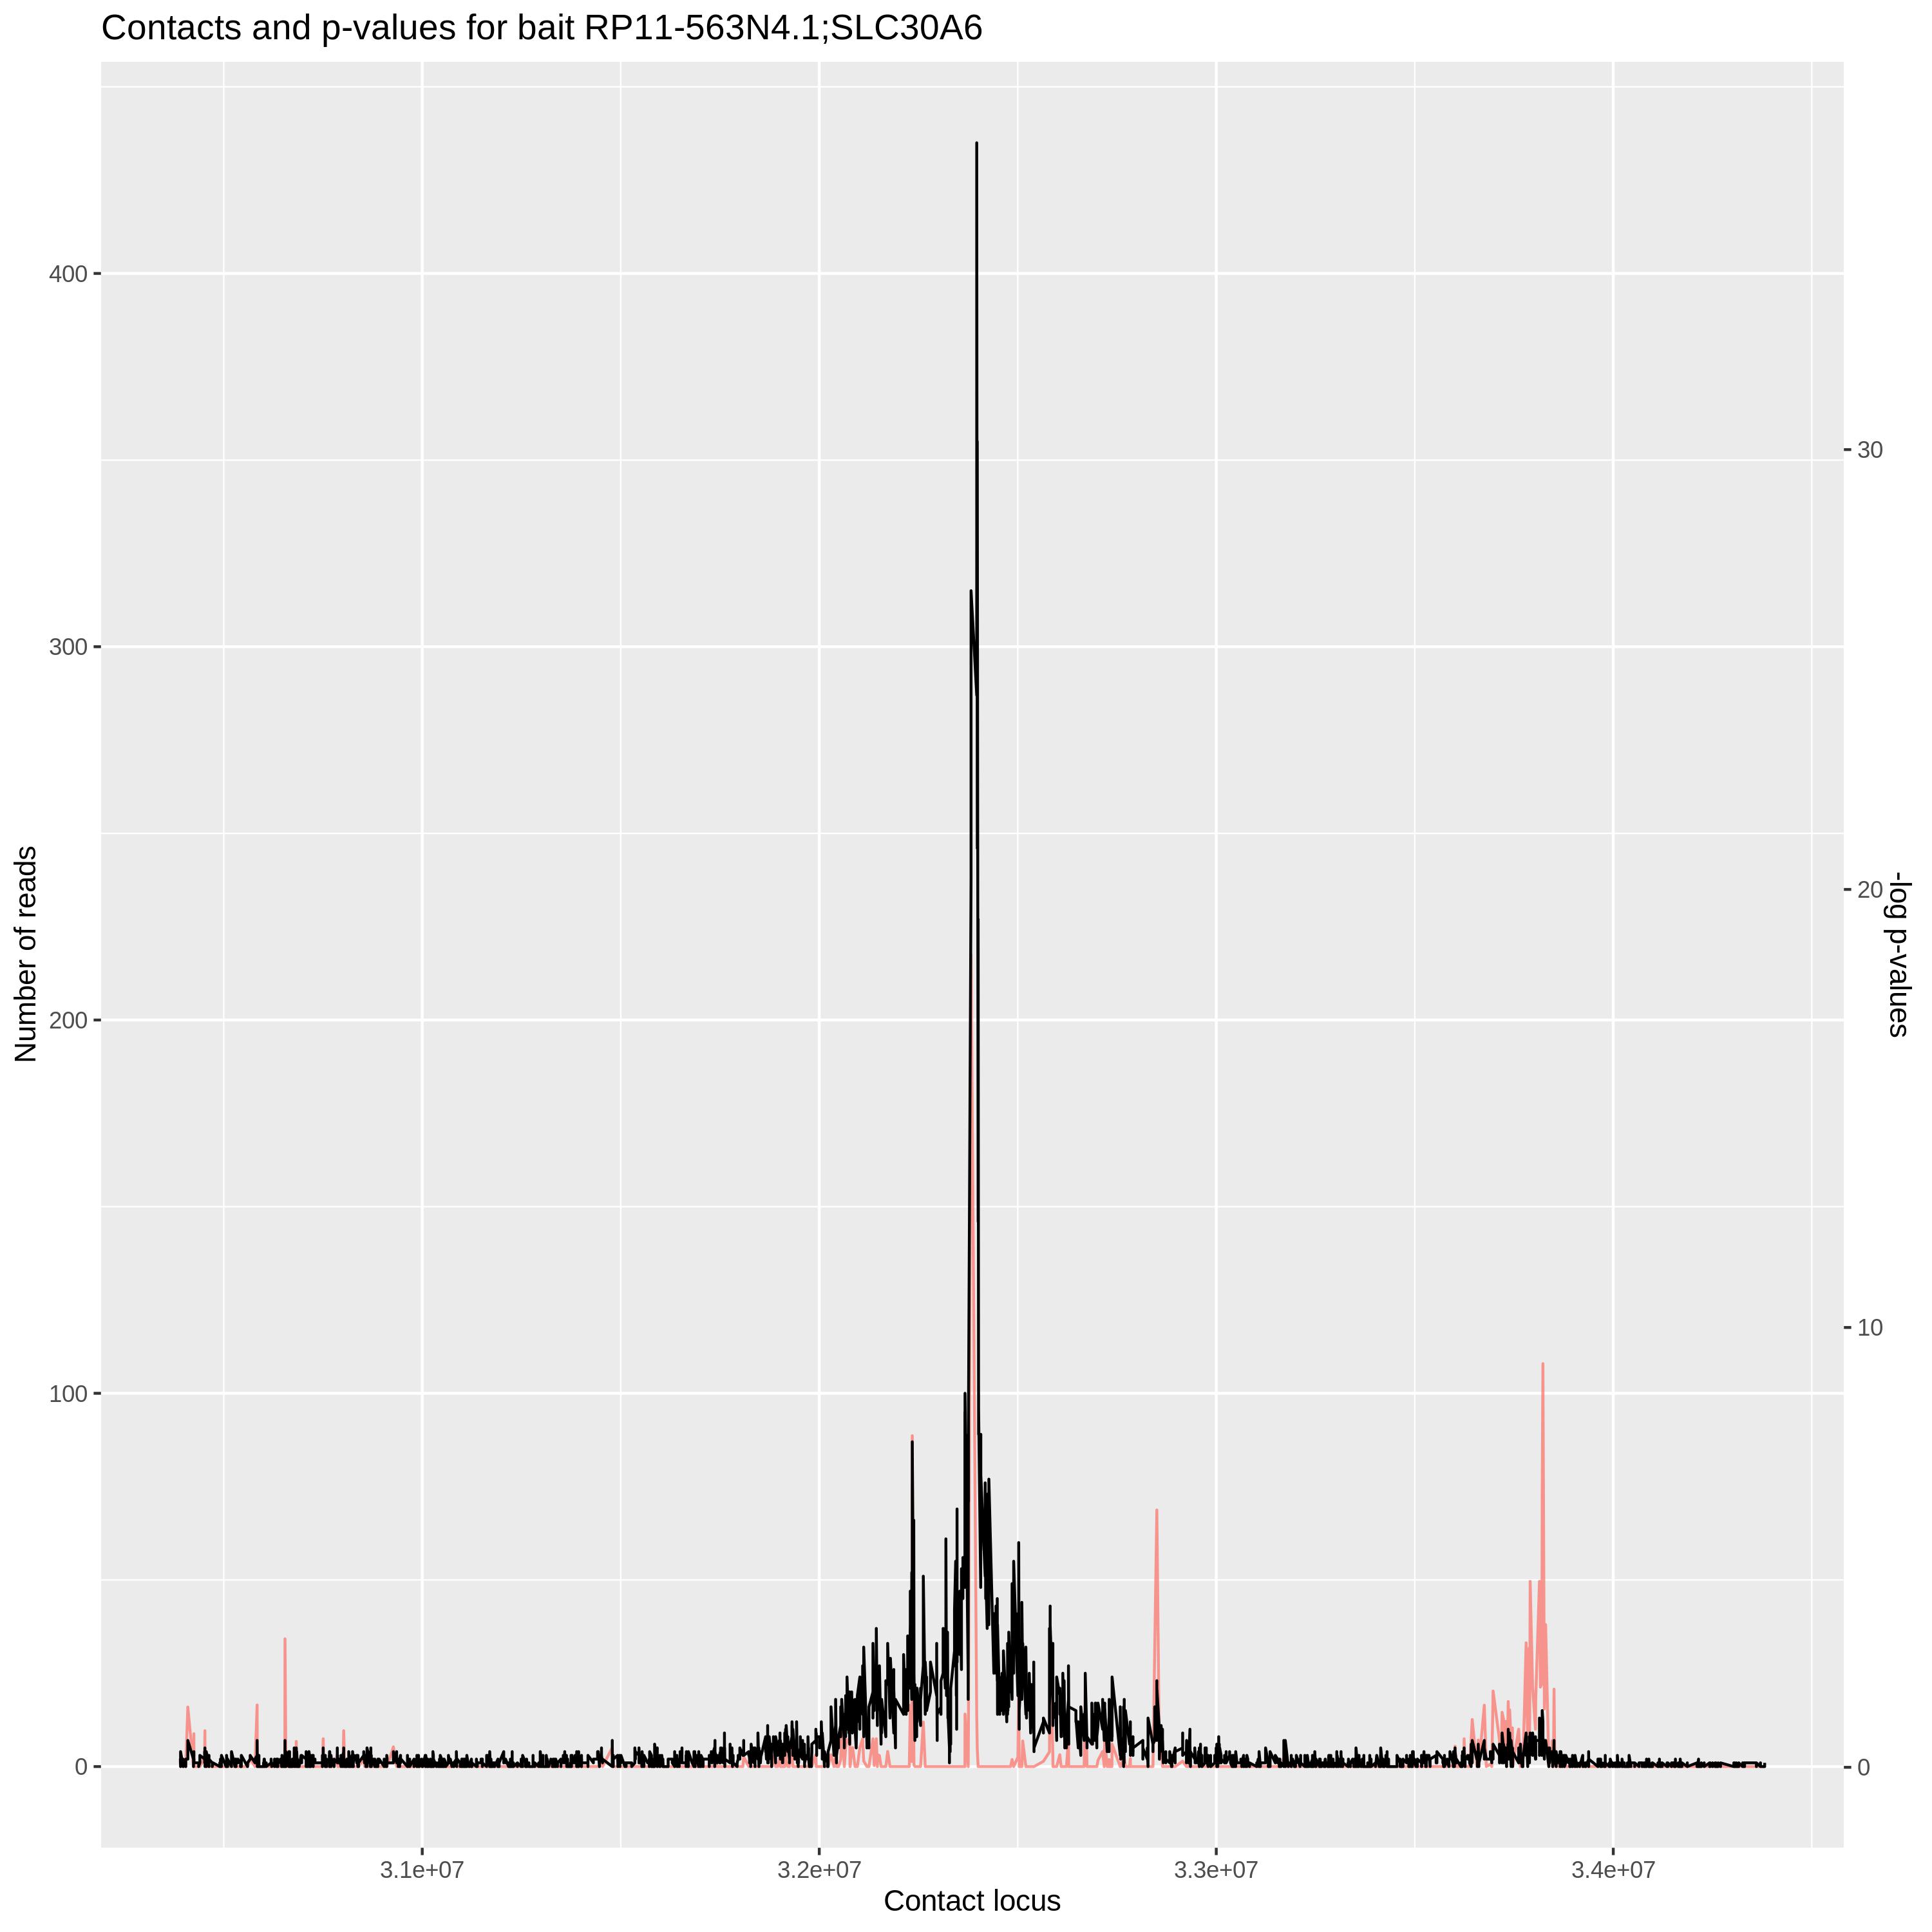 Contacts and p-values for bait RP11-563N4.1;SLC30A6
400
300
200
100
0
Number of reads
30
20
10
0
-log p-values
3.1e+07 3.2e+07 3.3e+07 3.4e+07
Contact locus